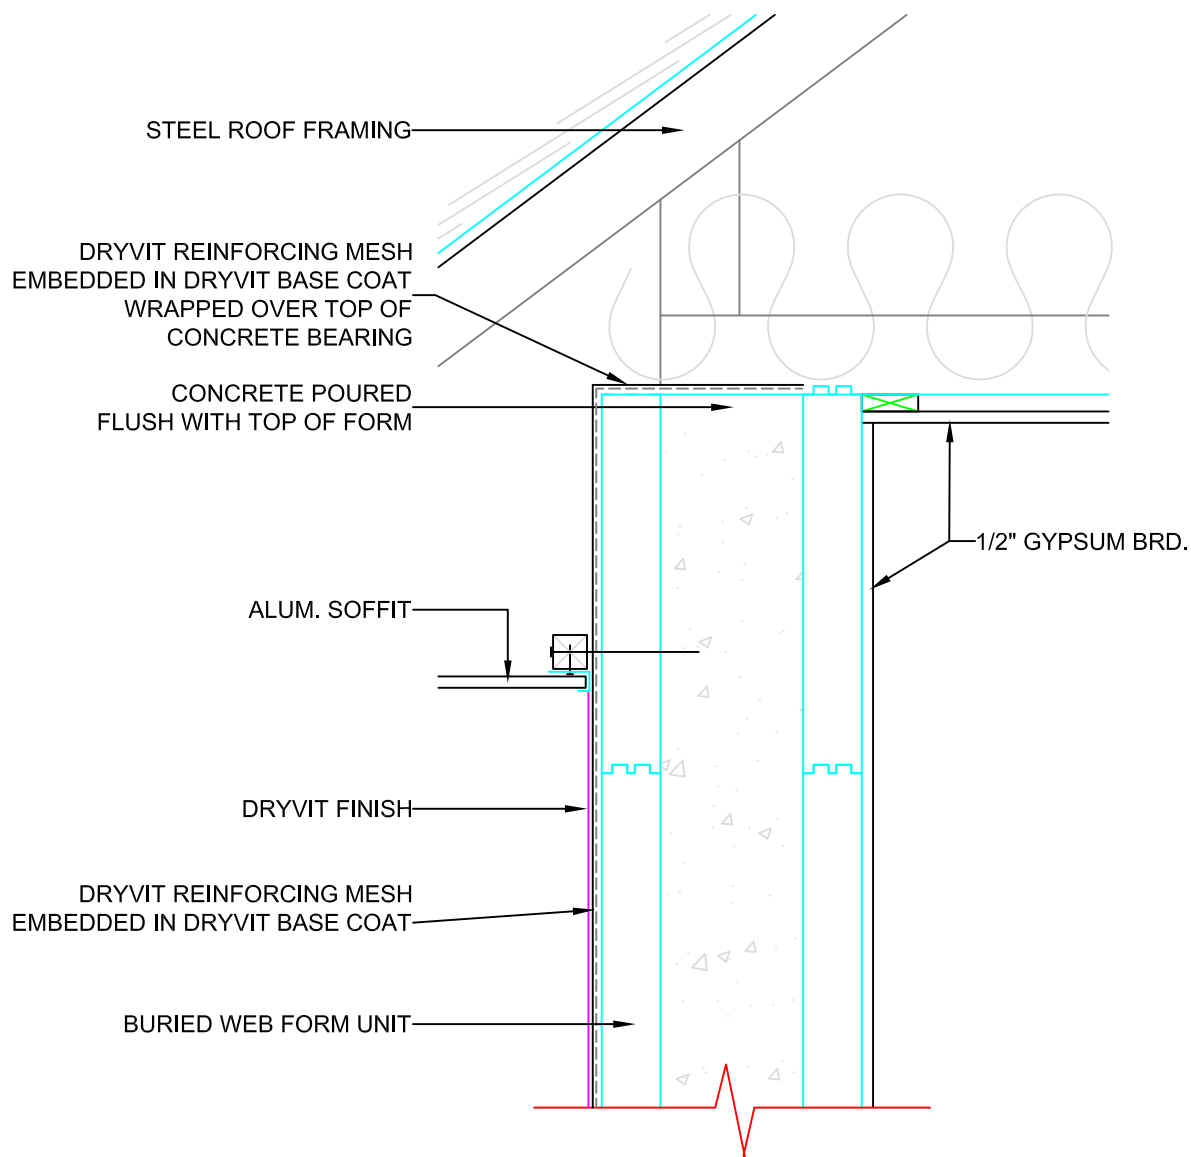 STEEL ROOF FRAMING
DRYVIT REINFORCING MESH
EMBEDDED IN DRYVIT BASE COAT
WRAPPED OVER TOP OF
CONCRETE BEARING
CONCRETE POURED
FLUSH WITH TOP OF FORM
1/2" GYPSUM BRD.
ALUM. SOFFIT
DRYVIT FINISH
DRYVIT REINFORCING MESH
EMBEDDED IN DRYVIT BASE COAT
BURIED WEB FORM UNIT